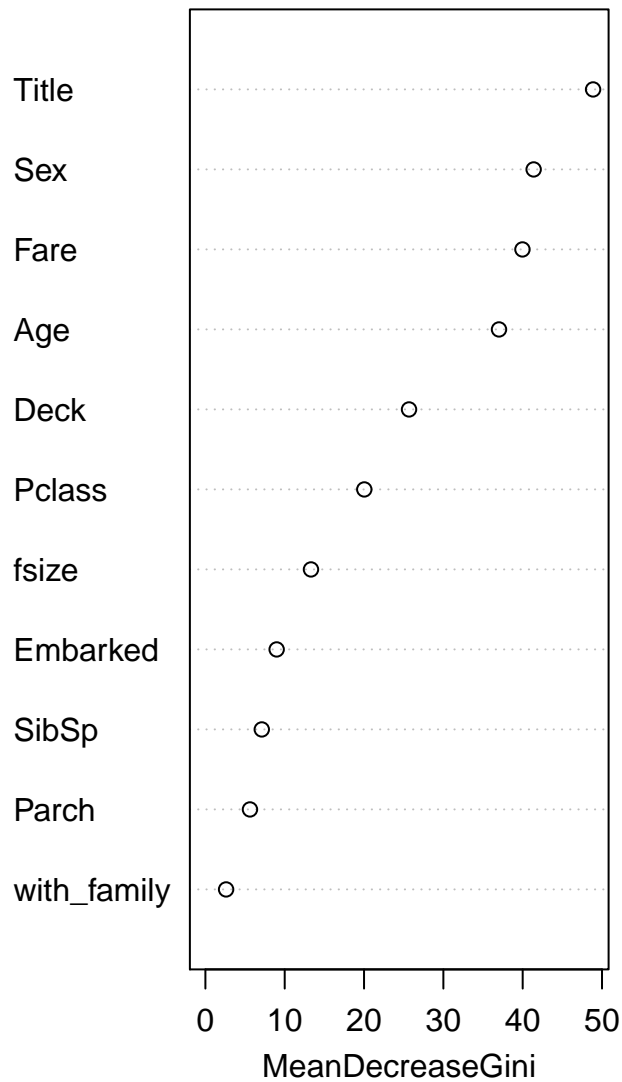 Title
Sex
Fare
Age
Deck
Pclass
fsize
Embarked
SibSp
Parch
with_family
0 10 20 30 40 50
MeanDecreaseGini